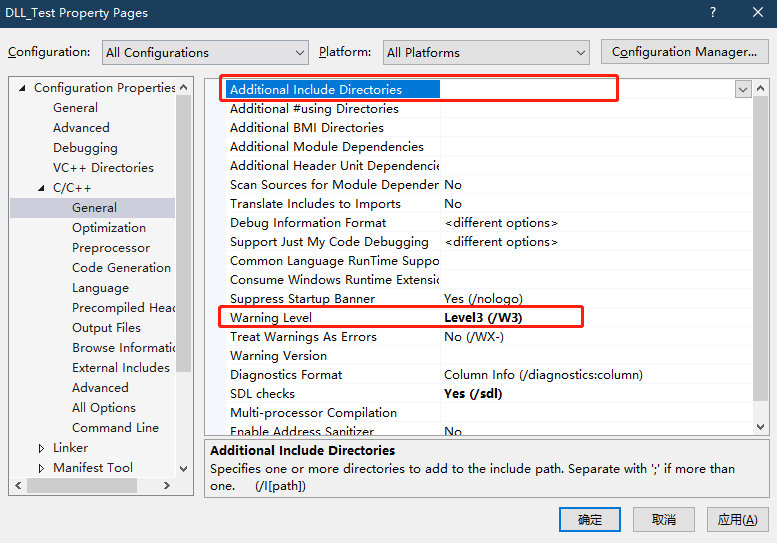 DLL_Test Property Pages
? ×
Configuration: All Configurations Platform: All Platforms Configuration Manager...
Configuration Properties
General
Advanced
Debugging
VC++ Directories
C/C++
General
Optimization
Preprocessor
Code Generation
Language
Precompiled Head
Output Files
Browse Informatic
External Includes
Advanced
All Options
Command Line
Linker
Manifest Tool
Additional Include Directories
Additional #using Directories
Additional BMI Directories
Additional Module Dependencies
Additional Header Unit Dependencie
Scan Sources for Module Dependen No
Translate Includes to Imports No
Debug Information Format <different options>
Support Just My Code Debugging <different options>
Common Language RunTime Suppo
Consume Windows Runtime Extensio
Suppress Startup Banner Yes (/nologo)
Warning Level Level3 (/W3)
Treat Warnings As Errors No (/WX-)
Warning Version
Diagnostics Format Column Info (/diagnostics:column)
SDL checks Yes (/sdl)
Multi-processor Compilation
Enable Address Sanitizer No
Additional Include Directories
Specifies one or more directories to add to the include path. Separate with ';' if more than
one. (/I[path])
确定 取消 应用(A)